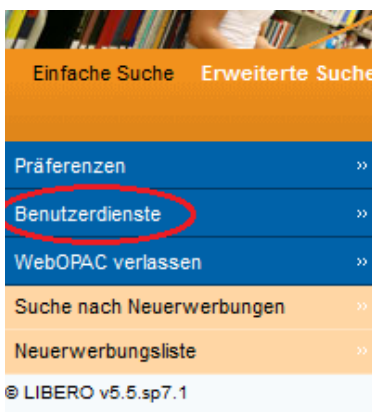 Einfache Suche Erweiterte Suche
Präferenzen »
Benutzerdienste »
WebOPAC verlassen »
Suche nach Neuerwerbungen »
Neuerwerbungsliste »
© LIBERO v5.5.sp7.1